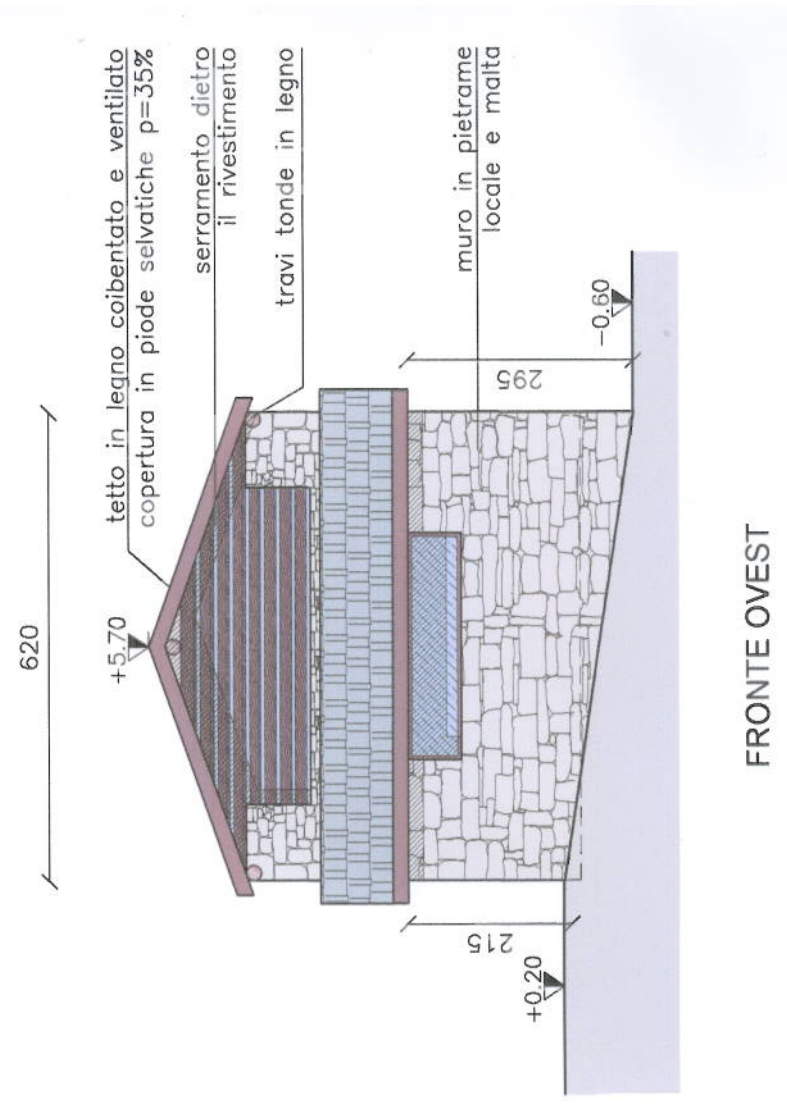 tetto in legno coibentato e ventilato
copertura in piode selvatiche p=35%
serramento dietro
il rivestimento
travi tonde in legno
muro in pietrame
locale e malta
620
+5.70
295
-0.60
215
+0.20
FRONTE OVEST